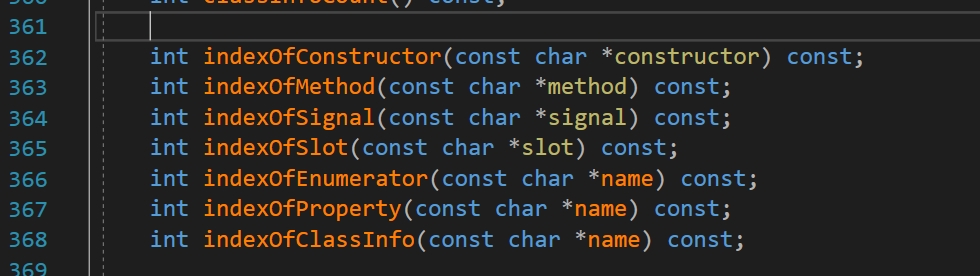 360 int classInfoCount() const;
361
362 int indexOfConstructor(const char *constructor) const;
363 int indexOfMethod(const char *method) const;
364 int indexOfSignal(const char *signal) const;
365 int indexOfSlot(const char *slot) const;
366 int indexOfEnumerator(const char *name) const;
367 int indexOfProperty(const char *name) const;
368 int indexOfClassInfo(const char *name) const;
369